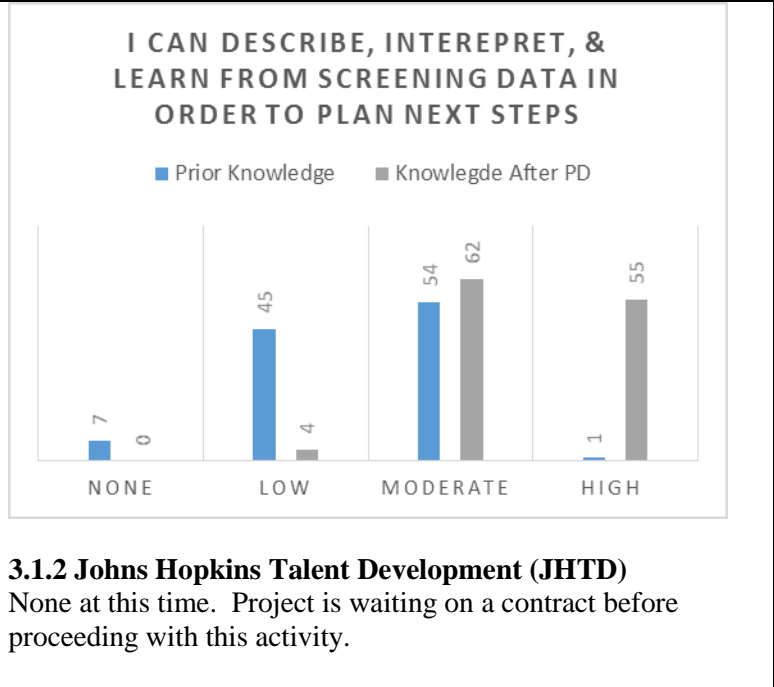 I CAN DESCRIBE, INTEREPRET, &
LEARN FROM SCREENING DATA IN
ORDER TO PLAN NEXT STEPS
Prior Knowledge Knowlegde After PD
7 0 45 4 54 62 1 55
NONE LOW MODERATE HIGH
3.1.2 Johns Hopkins Talent Development (JHTD)
None at this time.  Project is waiting on a contract before
proceeding with this activity.